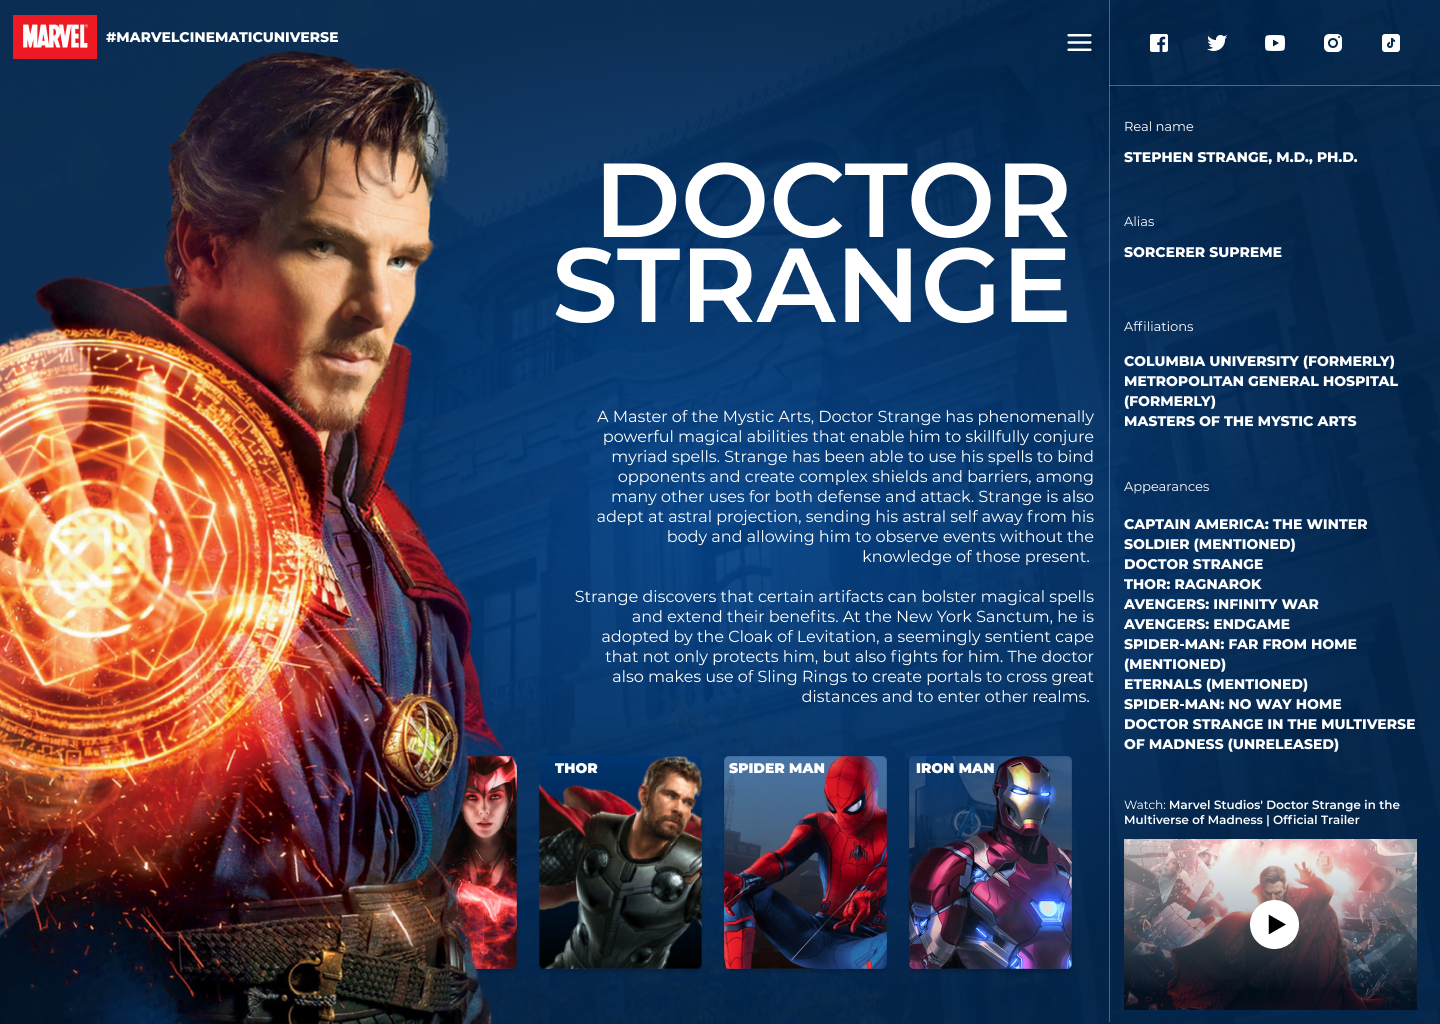 MARVEL
#MARVELCINEMATICUNIVERSE
DOCTOR
STRANGE
A Master of the Mystic Arts, Doctor Strange has phenomenally
powerful magical abilities that enable him to skillfully conjure
myriad spells. Strange has been able to use his spells to bind
opponents and create complex shields and barriers, among
many other uses for both defense and attack. Strange is also
adept at astral projection, sending his astral self away from his
body and allowing him to observe events without the
knowledge of those present.
Strange discovers that certain artifacts can bolster magical spells
and extend their benefits. At the New York Sanctum, he is
adopted by the Cloak of Levitation, a seemingly sentient cape
that not only protects him, but also fights for him. The doctor
also makes use of Sling Rings to create portals to cross great
distances and to enter other realms.
THOR
SPIDER MAN
IRON MAN
Real name
STEPHEN STRANGE, M.D., PH.D.
Alias
SORCERER SUPREME
Affiliations
COLUMBIA UNIVERSITY (FORMERLY)
METROPOLITAN GENERAL HOSPITAL
(FORMERLY)
MASTERS OF THE MYSTIC ARTS
Appearances
CAPTAIN AMERICA: THE WINTER
SOLDIER (MENTIONED)
DOCTOR STRANGE
THOR: RAGNAROK
AVENGERS: INFINITY WAR
AVENGERS: ENDGAME
SPIDER-MAN: FAR FROM HOME
(MENTIONED)
ETERNALS (MENTIONED)
SPIDER-MAN: NO WAY HOME
DOCTOR STRANGE IN THE MULTIVERSE
OF MADNESS (UNRELEASED)
Watch: Marvel Studios' Doctor Strange in the
Multiverse of Madness | Official Trailer